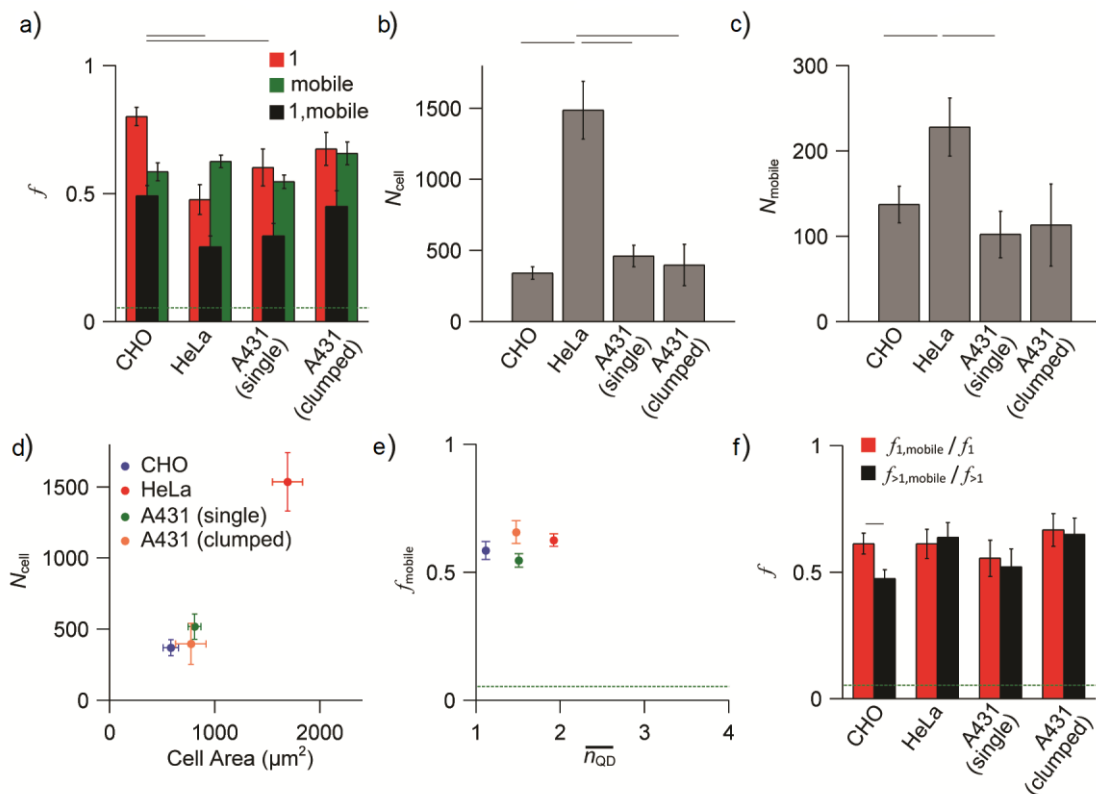 a)
1
mobile
1,mobile
1
0.5
0
f
CHO
HeLa
A431
(single)
A431
(clumped)
b)
1500
1000
500
0
Ncell
CHO
HeLa
A431
(single)
A431
(clumped)
c)
300
200
100
0
Nmobile
CHO
HeLa
A431
(single)
A431
(clumped)
d)
CHO
HeLa
A431 (single)
A431 (clumped)
1500
1000
500
0
Ncell
0
1000
2000
Cell Area (µm²)
e)
1
0.5
0
fmobile
1
2
3
4
nQD
f)
f1,mobile / f1
f>1,mobile / f>1
1
0.5
0
f
CHO
HeLa
A431
(single)
A431
(clumped)